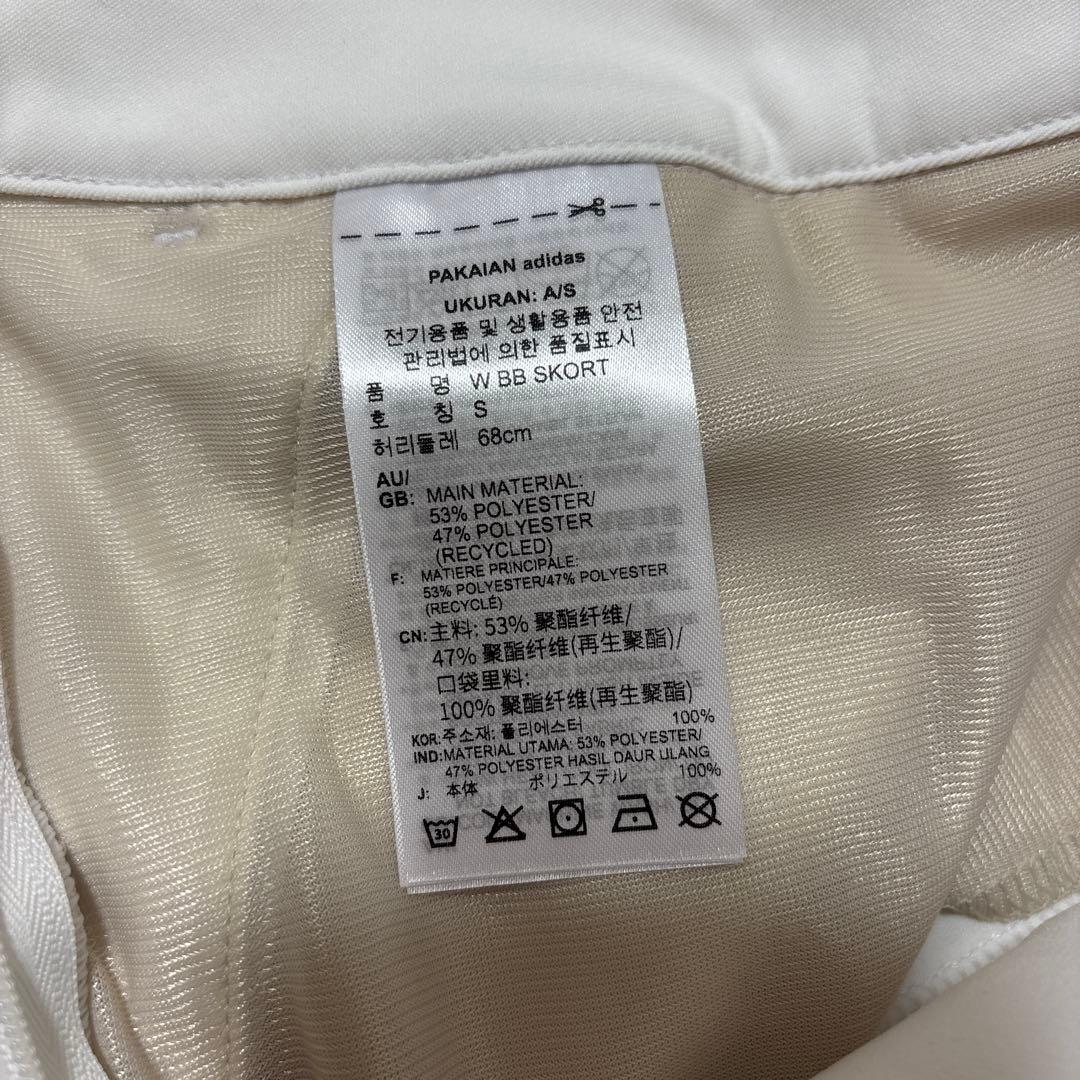 PAKAIAN adidas
UKURAN: A/S
전기용품 및 생활용품 안전
관리법에 의한 품질표시
품 명 W BB SKORT
호 칭 S
허리둘레 68cm
AU/
GB: MAIN MATERIAL:
53% POLYESTER/
47% POLYESTER
(RECYCLED)
F: MATIERE PRINCIPALE:
53% POLYESTER/47% POLYESTER
(RECYCLÉ)
CN: 主料: 53% 聚酯纤维/
47% 聚酯纤维(再生聚酯)/
口袋里料:
100% 聚酯纤维(再生聚酯)
KOR: 주소재: 폴리에스터 100%
IND: MATERIAL UTAMA: 53% POLYESTER/
47% POLYESTER HASIL DAUR ULANG
J: 本体 ポリエステル 100%
30